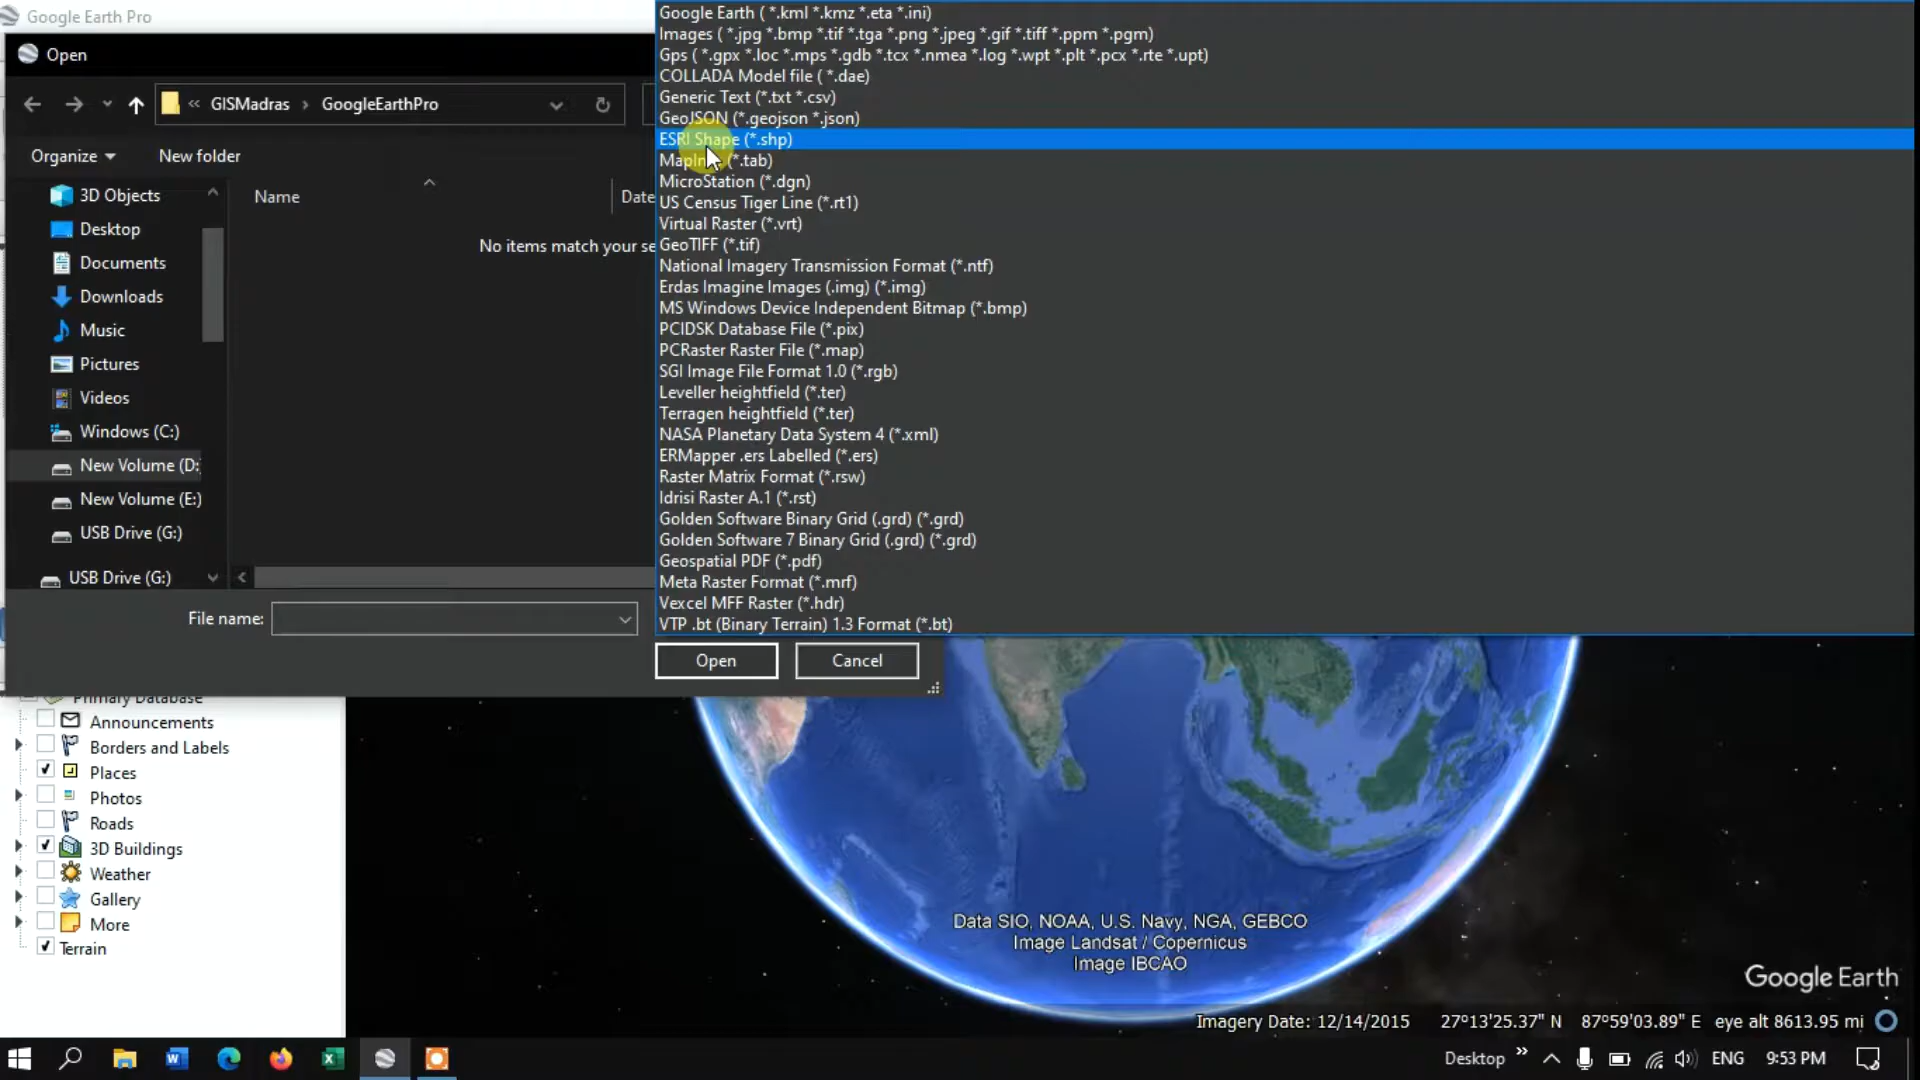 Google Earth Pro
Open
« GISMadras › GoogleEarthPro
Organize
New folder
3D Objects
Desktop
Documents
Downloads
Music
Pictures
Videos
Windows (C:)
New Volume (D:
New Volume (E:)
USB Drive (G:)
USB Drive (G:)
Name
Date
No items match your se
File name:
Google Earth ( *.kml *.kmz *.eta *.ini)
Images ( *.jpg *.bmp *.tif *.tga *.png *.jpeg *.gif *.tiff *.ppm *.pgm)
Gps ( *.gpx *.loc *.mps *.gdb *.tcx *.nmea *.log *.wpt *.plt *.pcx *.rte *.upt)
COLLADA Model file ( *.dae)
Generic Text (*.txt *.csv)
GeoJSON (*.geojson *.json)
ESRI Shape (*.shp)
(*.tab)
MicroStation (*.dgn)
US Census Tiger Line (*.rt1)
Virtual Raster (*.vrt)
GeoTIFF (*.tif)
National Imagery Transmission Format (*.ntf)
Erdas Imagine Images (.img) (*.img)
MS Windows Device Independent Bitmap (*.bmp)
PCIDSK Database File (*.pix)
PCRaster Raster File (*.map)
SGI Image File Format 1.0 (*.rgb)
Leveller heightfield (*.ter)
Terragen heightfield (*.ter)
NASA Planetary Data System 4 (*.xml)
ERMapper .ers Labelled (*.ers)
Raster Matrix Format (*.rsw)
Idrisi Raster A.1 (*.rst)
Golden Software Binary Grid (.grd) (*.grd)
Golden Software 7 Binary Grid (.grd) (*.grd)
Geospatial PDF (*.pdf)
Meta Raster Format (*.mrf)
Vexcel MFF Raster (*.hdr)
VTP .bt (Binary Terrain) 1.3 Format (*.bt)
Open
Cancel
Primary Database
Announcements
Borders and Labels
Places
Photos
Roads
3D Buildings
Weather
Gallery
More
Terrain
Data SIO, NOAA, U.S. Navy, NGA, GEBCO
Image Landsat / Copernicus
Image IBCAO
Google Earth
Imagery Date: 12/14/2015 27°13'25.37" N 87°59'03.89" E eye alt 8613.95 mi
Desktop » ENG 9:53 PM